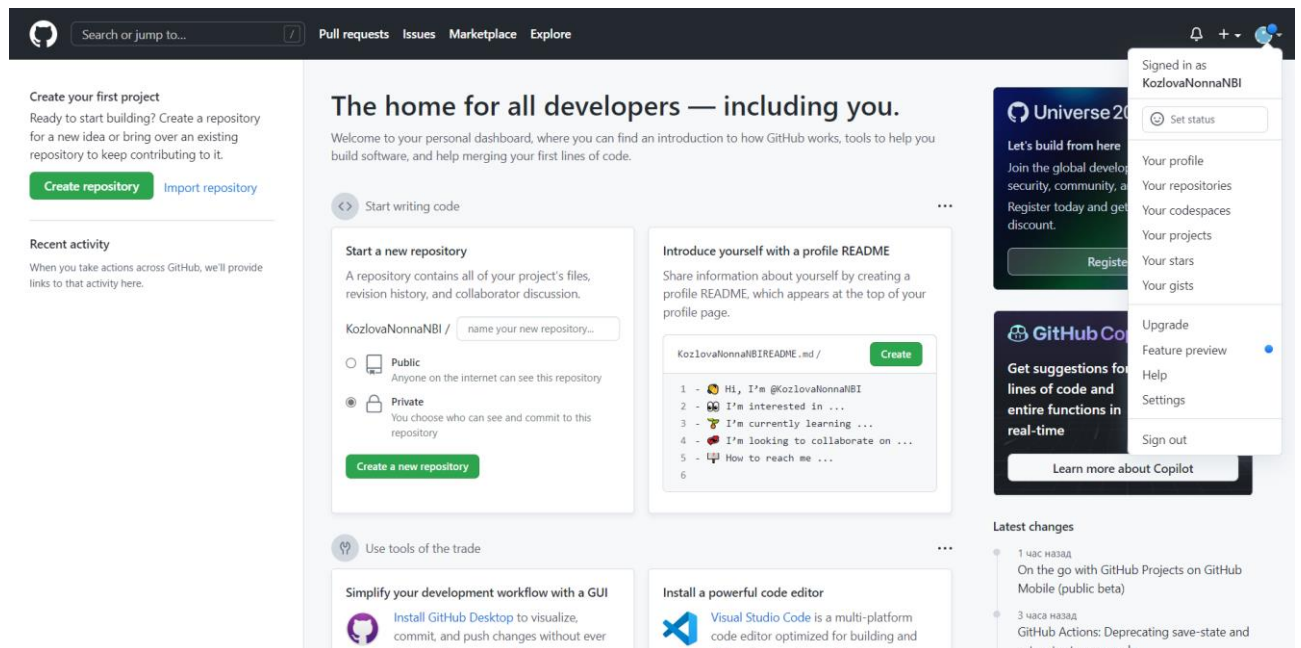 Search or jump to... /
Pull requests Issues Marketplace Explore
Signed in as
KozlovaNonnaNBI
Set status
Your profile
Your repositories
Your codespaces
Your projects
Your stars
Your gists
Upgrade
Feature preview
Help
Settings
Sign out
Create your first project
Ready to start building? Create a repository
for a new idea or bring over an existing
repository to keep contributing to it.
Create repository Import repository
Recent activity
When you take actions across GitHub, we'll provide
links to that activity here.
The home for all developers — including you.
Welcome to your personal dashboard, where you can find an introduction to how GitHub works, tools to help you
build software, and help merging your first lines of code.
<> Start writing code ...
Start a new repository
A repository contains all of your project's files,
revision history, and collaborator discussion.
KozlovaNonnaNBI / name your new repository...
Public
Anyone on the internet can see this repository
Private
You choose who can see and commit to this
repository
Create a new repository
Introduce yourself with a profile README
Share information about yourself by creating a
profile README, which appears at the top of your
profile page.
KozlovaNonnaNBIREADME.md / Create
1 - 👋 Hi, I'm @KozlovaNonnaNBI
2 - 👀 I'm interested in ...
3 - 🌱 I'm currently learning ...
4 - 💞️ I'm looking to collaborate on ...
5 - 📫 How to reach me ...
6
Use tools of the trade ...
Simplify your development workflow with a GUI
Install GitHub Desktop to visualize,
commit, and push changes without ever
Install a powerful code editor
Visual Studio Code is a multi-platform
code editor optimized for building and
Universe 20
Let's build from here
Join the global develop
security, community, a
Register today and get
discount.
Registe
GitHub Co
Get suggestions for
lines of code and
entire functions in
real-time
Learn more about Copilot
Latest changes
1 час назад
On the go with GitHub Projects on GitHub
Mobile (public beta)
3 часа назад
GitHub Actions: Deprecating save-state and